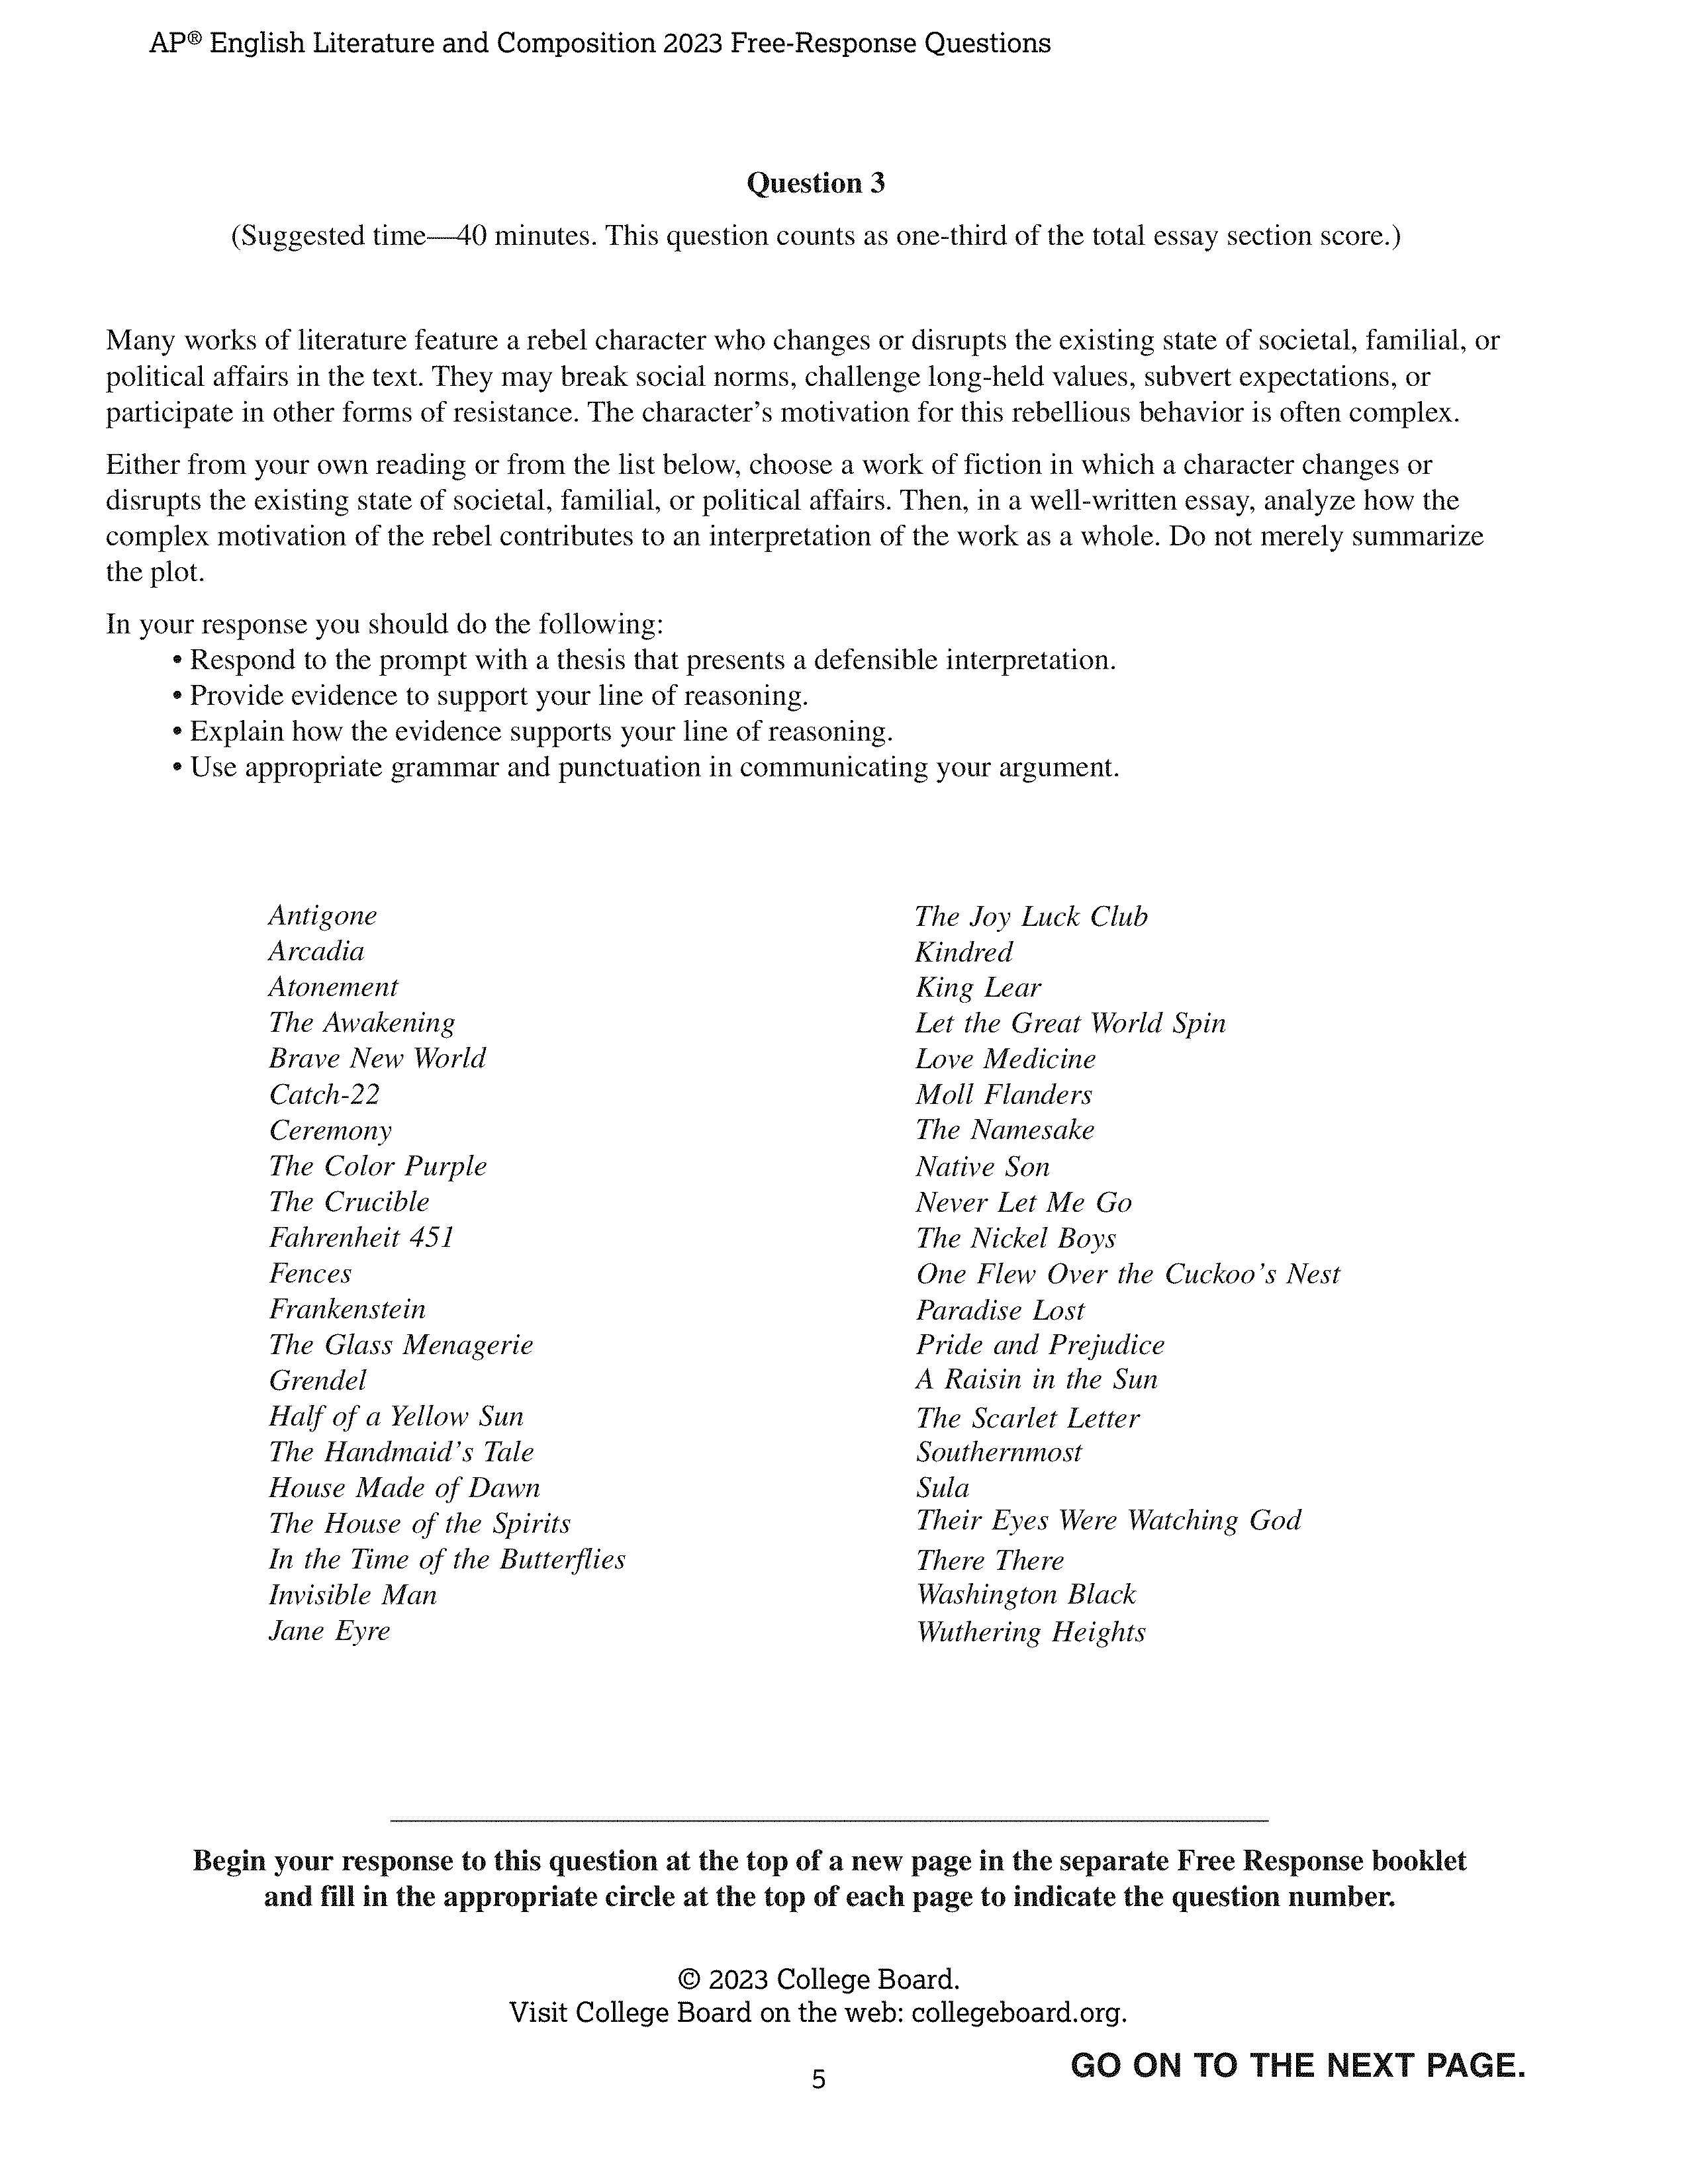 AP® English Literature and Composition 2023 Free-Response Questions
Question 3
(Suggested time—40 minutes. This question counts as one-third of the total essay section score.)
Many works of literature feature a rebel character who changes or disrupts the existing state of societal, familial, or
political affairs in the text. They may break social norms, challenge long-held values, subvert expectations, or
participate in other forms of resistance. The character’s motivation for this rebellious behavior is often complex.
Either from your own reading or from the list below, choose a work of fiction in which a character changes or
disrupts the existing state of societal, familial, or political affairs. Then, in a well-written essay, analyze how the
complex motivation of the rebel contributes to an interpretation of the work as a whole. Do not merely summarize
the plot.
In your response you should do the following:
• Respond to the prompt with a thesis that presents a defensible interpretation.
• Provide evidence to support your line of reasoning.
• Explain how the evidence supports your line of reasoning.
• Use appropriate grammar and punctuation in communicating your argument.
Antigone
Arcadia
Atonement
The Awakening
Brave New World
Catch-22
Ceremony
The Color Purple
The Crucible
Fahrenheit 451
Fences
Frankenstein
The Glass Menagerie
Grendel
Half of a Yellow Sun
The Handmaid’s Tale
House Made of Dawn
The House of the Spirits
In the Time of the Butterflies
Invisible Man
Jane Eyre
The Joy Luck Club
Kindred
King Lear
Let the Great World Spin
Love Medicine
Moll Flanders
The Namesake
Native Son
Never Let Me Go
The Nickel Boys
One Flew Over the Cuckoo’s Nest
Paradise Lost
Pride and Prejudice
A Raisin in the Sun
The Scarlet Letter
Southernmost
Sula
Their Eyes Were Watching God
There There
Washington Black
Wuthering Heights
Begin your response to this question at the top of a new page in the separate Free Response booklet
and fill in the appropriate circle at the top of each page to indicate the question number.
© 2023 College Board.
Visit College Board on the web: collegeboard.org.
GO ON TO THE NEXT PAGE.
5